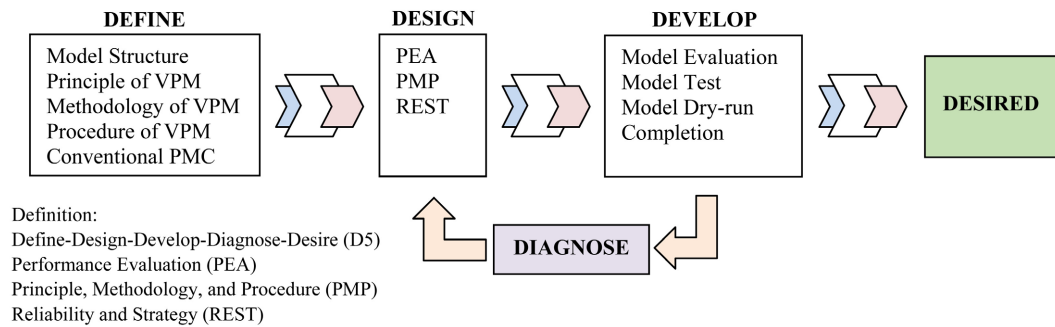 DEFINE
Model Structure
Principle of VPM
Methodology of VPM
Procedure of VPM
Conventional PMC
DESIGN
PEA
PMP
REST
DEVELOP
Model Evaluation
Model Test
Model Dry-run
Completion
DESIRED
DIAGNOSE
Definition:
Define-Design-Develop-Diagnose-Desire (D5)
Performance Evaluation (PEA)
Principle, Methodology, and Procedure (PMP)
Reliability and Strategy (REST)